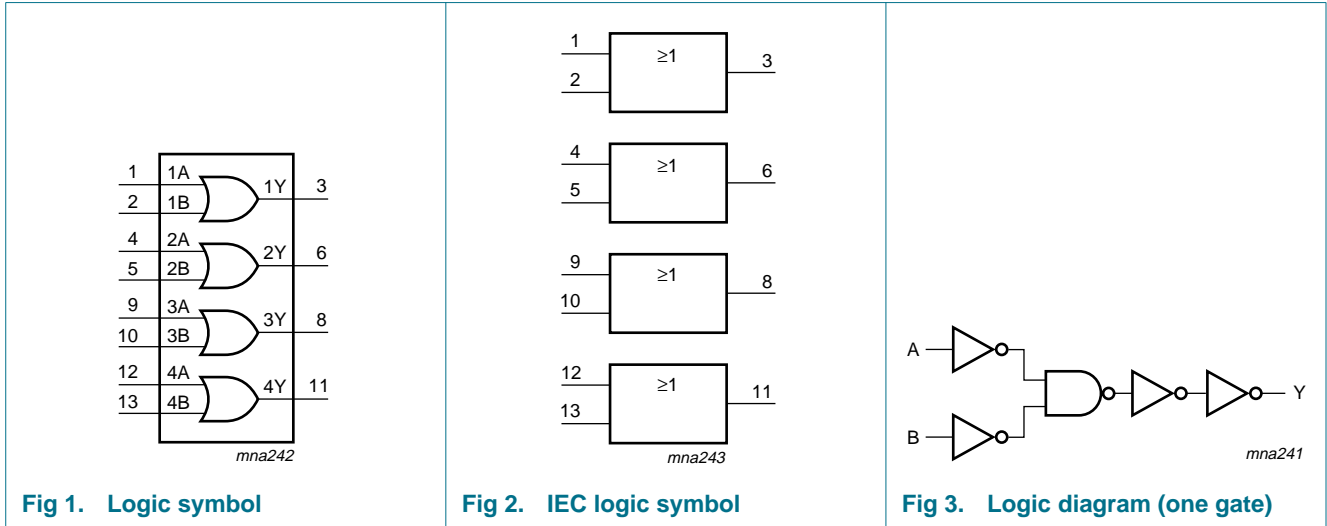 1 1A 1Y 3
2 1B
4 2A 2Y 6
5 2B
9 3A 3Y 8
10 3B
12 4A 4Y 11
13 4B
mna242
Fig 1. Logic symbol
1 ≥1 3
2
4 ≥1 6
5
9 ≥1 8
10
12 ≥1 11
13
mna243
Fig 2. IEC logic symbol
A
Y
B
mna241
Fig 3. Logic diagram (one gate)